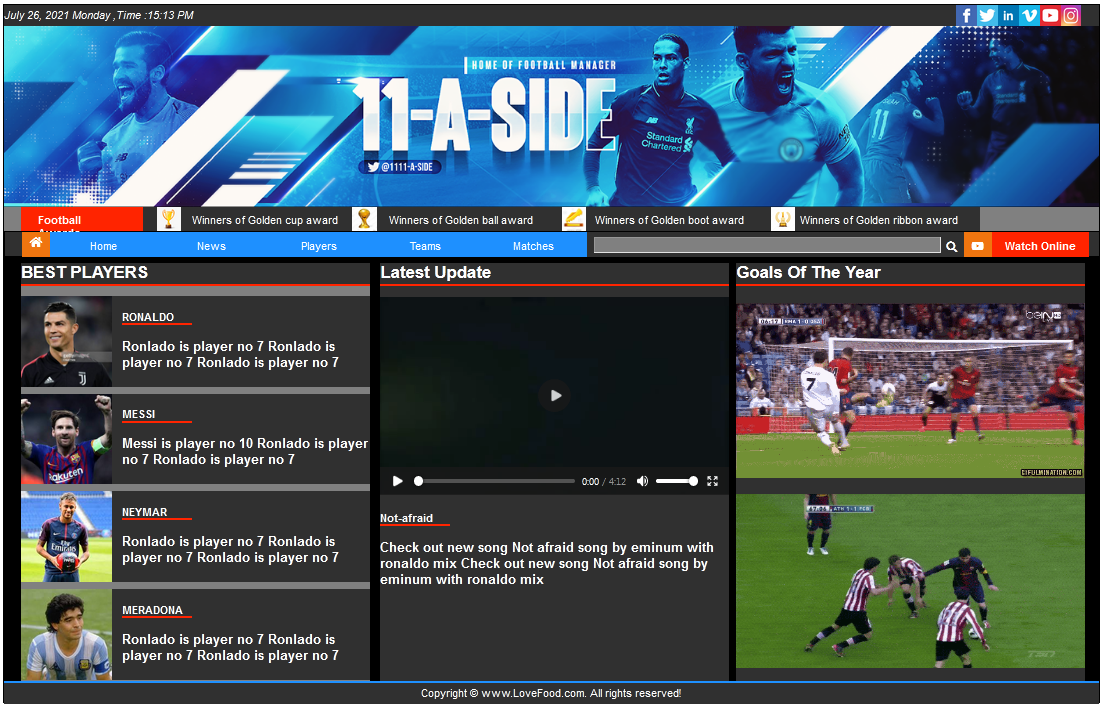 July 26, 2021 Monday ,Time :15:13 PM
HOME OF FOOTBALL MANAGER
11-A-SIDE
@1111-A-SIDE
Standard
Chartered
11
Football
Awards
Winners of Golden cup award
Winners of Golden ball award
Winners of Golden boot award
Winners of Golden ribbon award
Home
News
Players
Teams
Matches
Watch Online
BEST PLAYERS
RONALDO
Ronlado is player no 7 Ronlado is
player no 7 Ronlado is player no 7
MESSI
Messi is player no 10 Ronlado is player
no 7 Ronlado is player no 7
Rokuten
NEYMAR
Ronlado is player no 7 Ronlado is
player no 7 Ronlado is player no 7
MERADONA
Ronlado is player no 7 Ronlado is
player no 7 Ronlado is player no 7
Latest Update
0:00 / 4:12
Not-afraid
Check out new song Not afraid song by eminum with
ronaldo mix Check out new song Not afraid song by
eminum with ronaldo mix
Goals Of The Year
beIN
7
GIFULMINATION.COM
Copyright © www.LoveFood.com. All rights reserved!